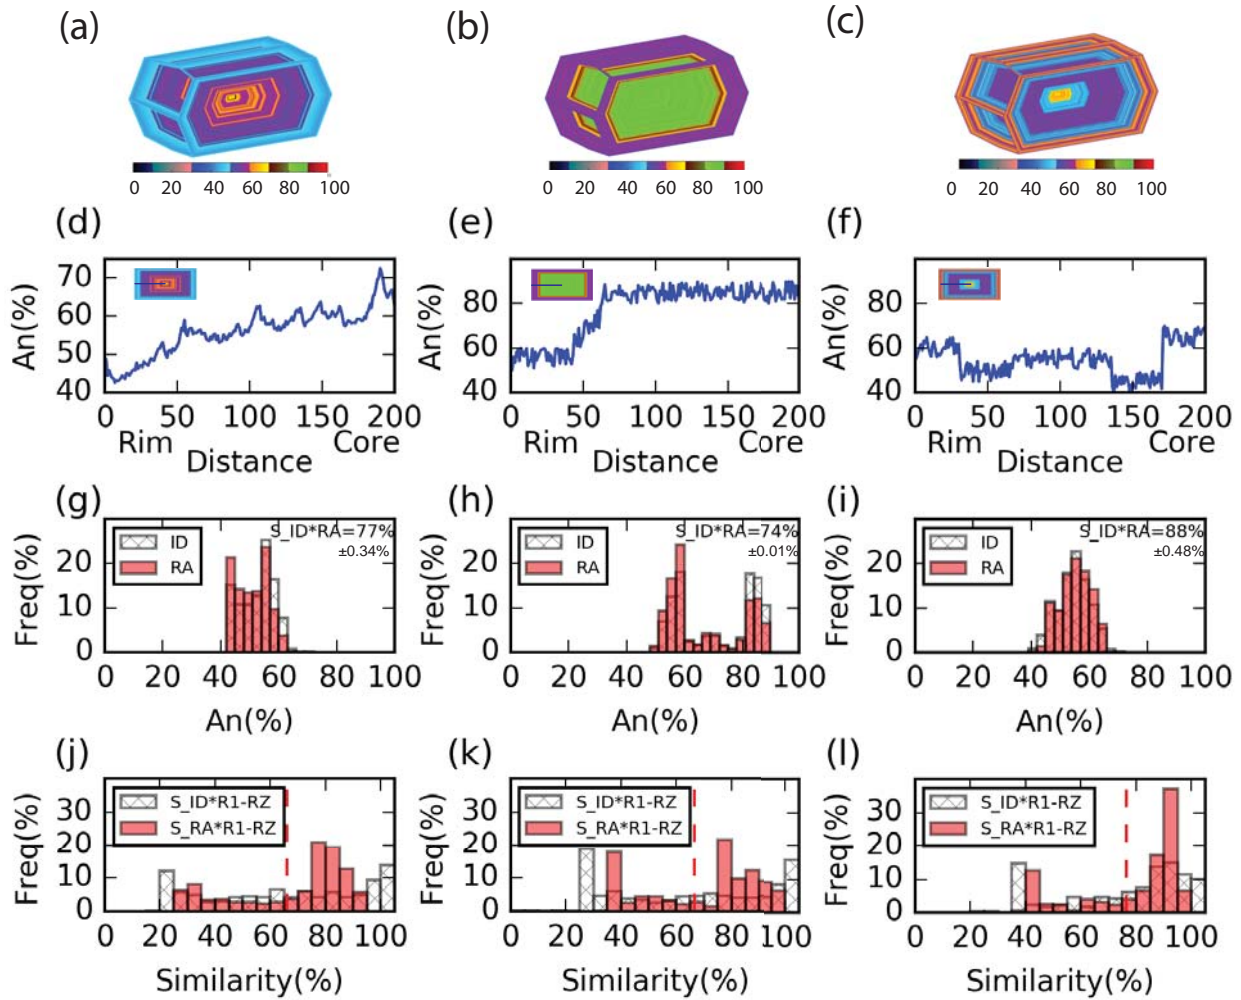 (a) (b) (c)
0 20 40 60 80 100 0 20 40 60 80 100 0 20 40 60 80 100
(d) (e) (f)
An(%) 70 60 50 40 An(%) 80 60 40 An(%) 80 60 40
0 50 100 150 200 0 50 100 150 200 0 50 100 150 200
Rim Core Rim Core Rim Core
Distance Distance Distance
(g) (h) (i)
S_ID*RA=77% S_ID*RA=74% S_ID*RA=88%
±0.34% ±0.01% ±0.48%
ID ID ID
RA RA RA
Freq(%) 20 10 0 Freq(%) 20 10 0 Freq(%) 20 10 0
0 20 40 60 80 100 0 20 40 60 80 100 0 20 40 60 80 100
An(%) An(%) An(%)
(j) (k) (l)
S_ID*R1-RZ S_ID*R1-RZ S_ID*R1-RZ
S_RA*R1-RZ S_RA*R1-RZ S_RA*R1-RZ
Freq(%) 30 20 10 0 Freq(%) 30 20 10 0 Freq(%) 30 20 10 0
0 20 40 60 80 100 0 20 40 60 80 100 0 20 40 60 80 100
Similarity(%) Similarity(%) Similarity(%)